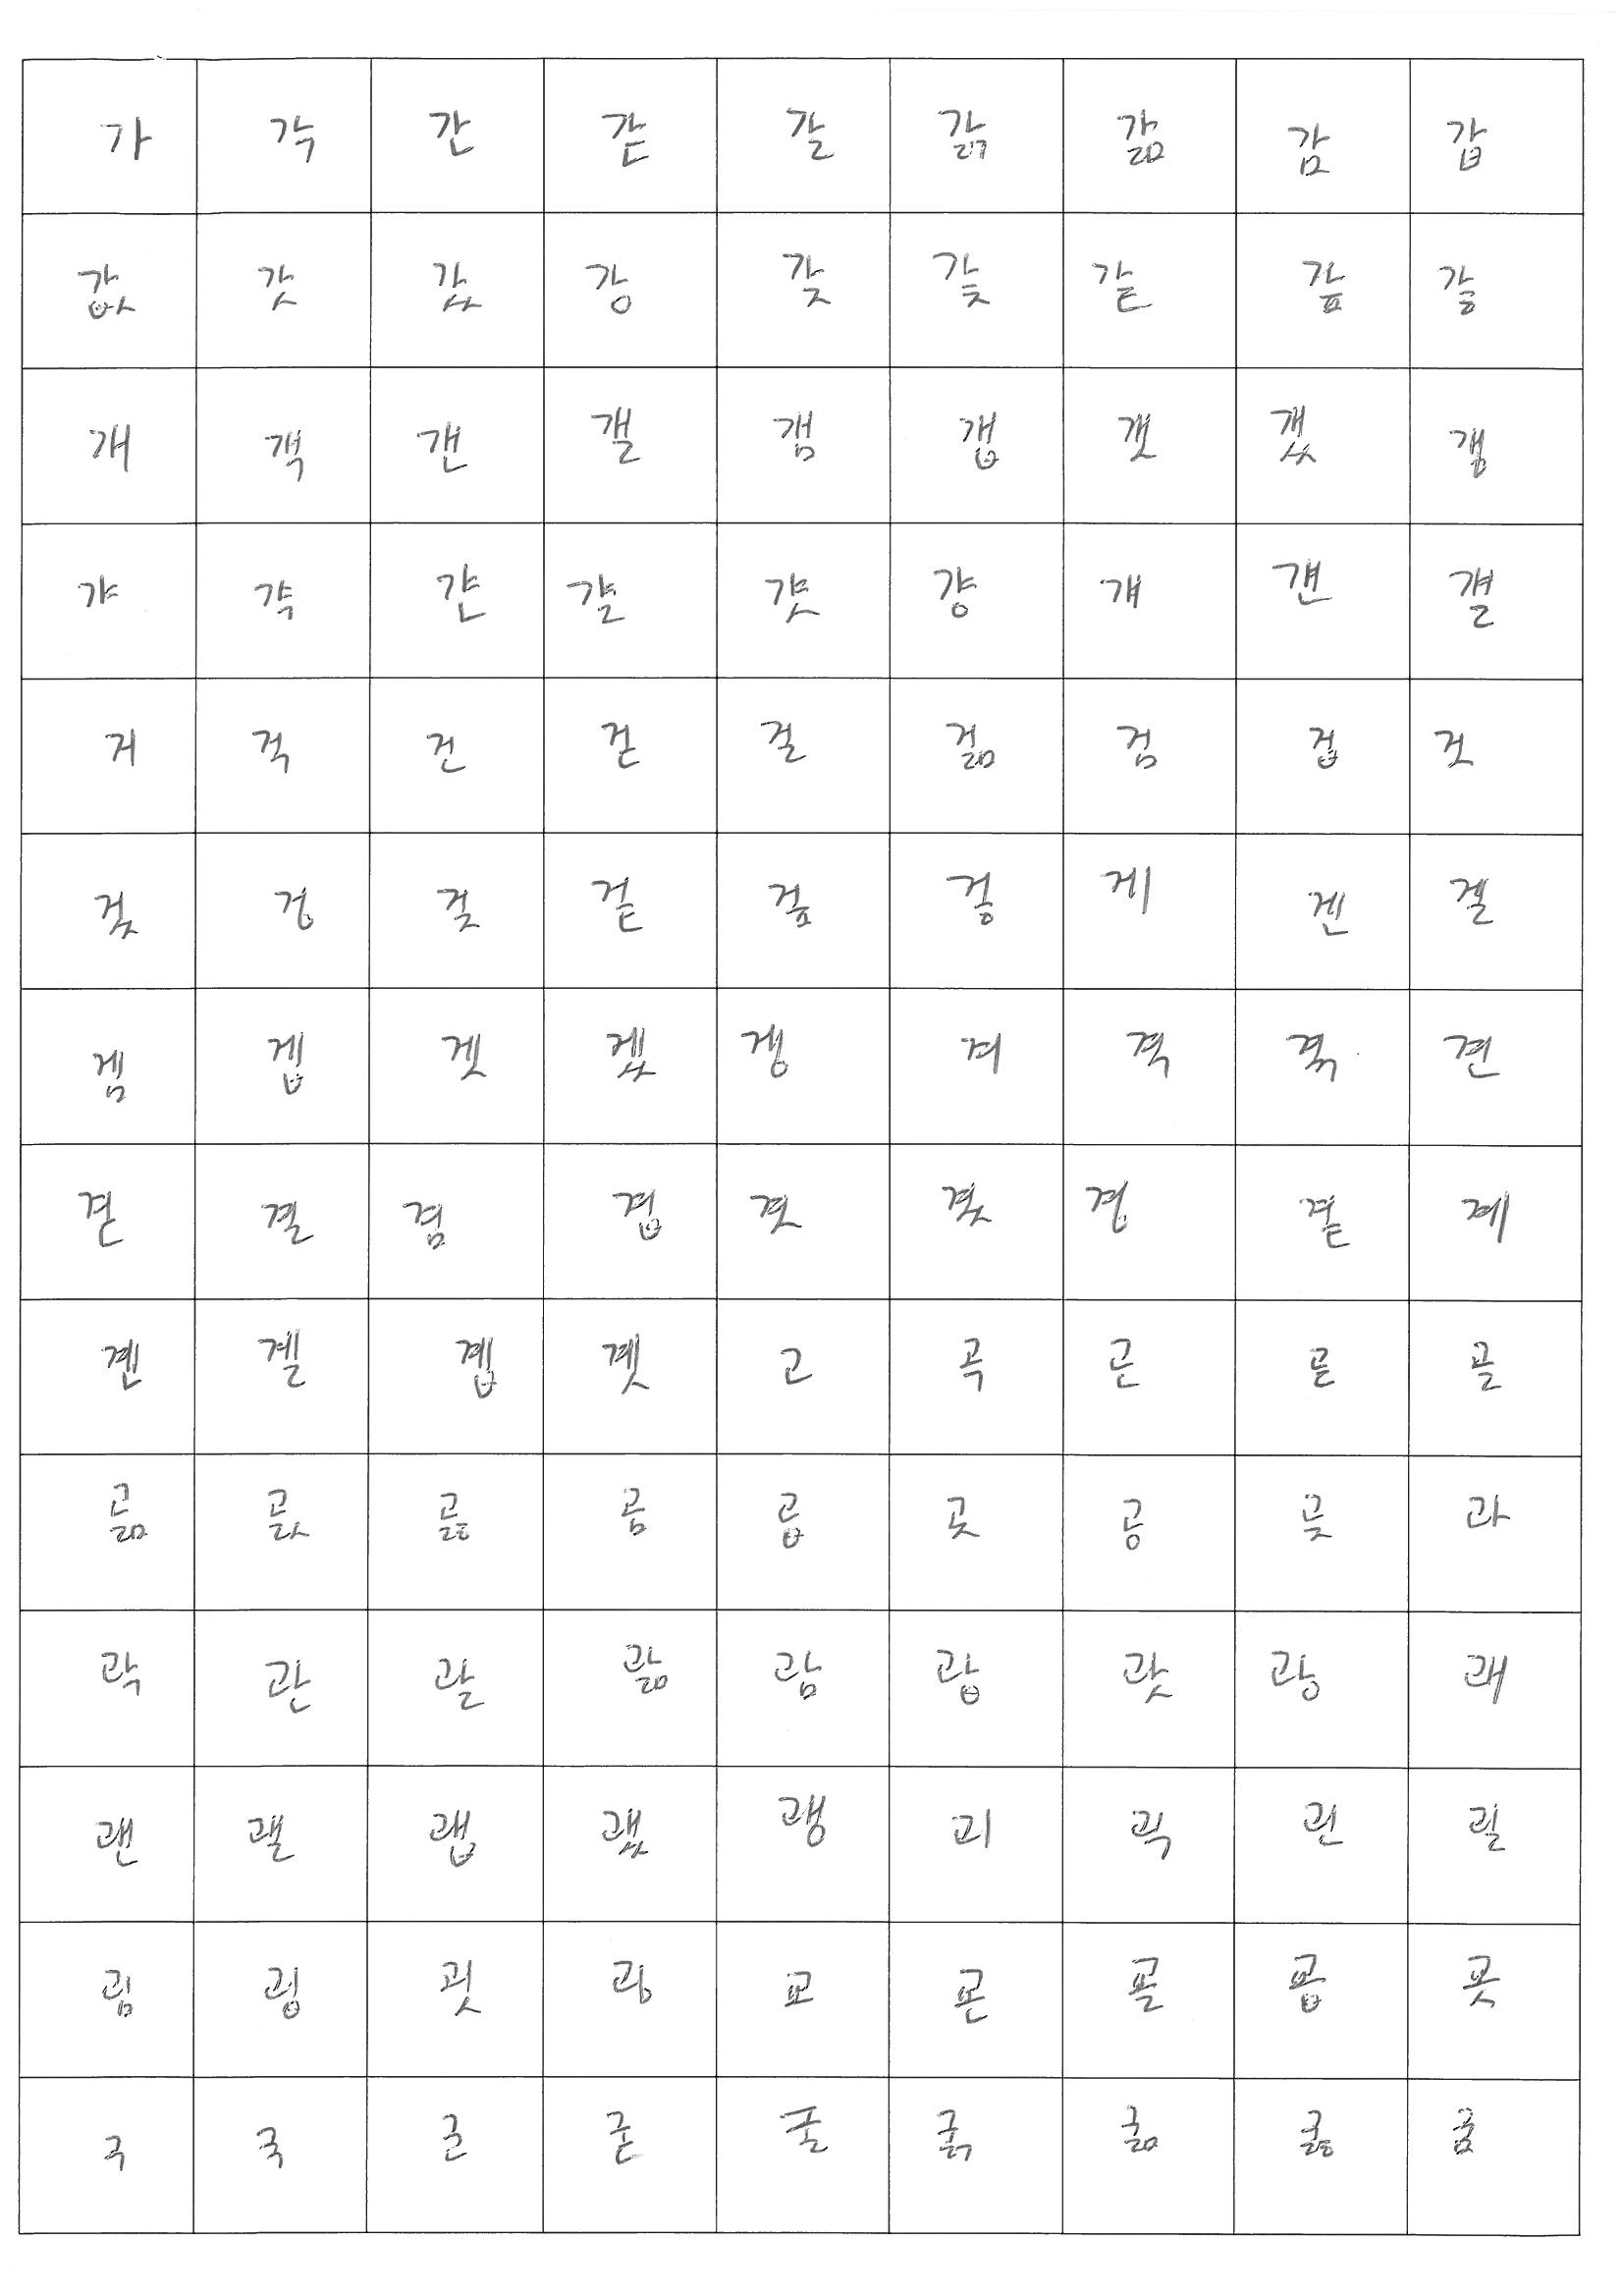 가 각 간 갇 갈 갉 갊 감 갑
값 갓 갔 강 갖 갗 같 갚 갛
개 객 갠 갤 갬 갭 갯 갰 갱
갸 갹 갼 걀 걋 걍 걔 걘 걜
거 걱 건 걷 걸 걺 검 겁 것
겄 겅 겆 겉 겊 겋 게 겐 겔
겜 겝 겟 겠 겡 겨 격 겪 견
겯 결 겸 겹 겻 겼 경 곁 계
곈 곌 곕 곗 고 곡 곤 곧 골
곪 곬 곯 곰 곱 곳 공 곶 과
곽 관 괄 괆 괌 괍 괏 광 괘
괜 괠 괩 괬 괭 괴 괵 괸 괼
굄 굅 굇 굉 교 굔 굘 굡 굣
구 국 군 굳 굴 굵 굶 굻 굼